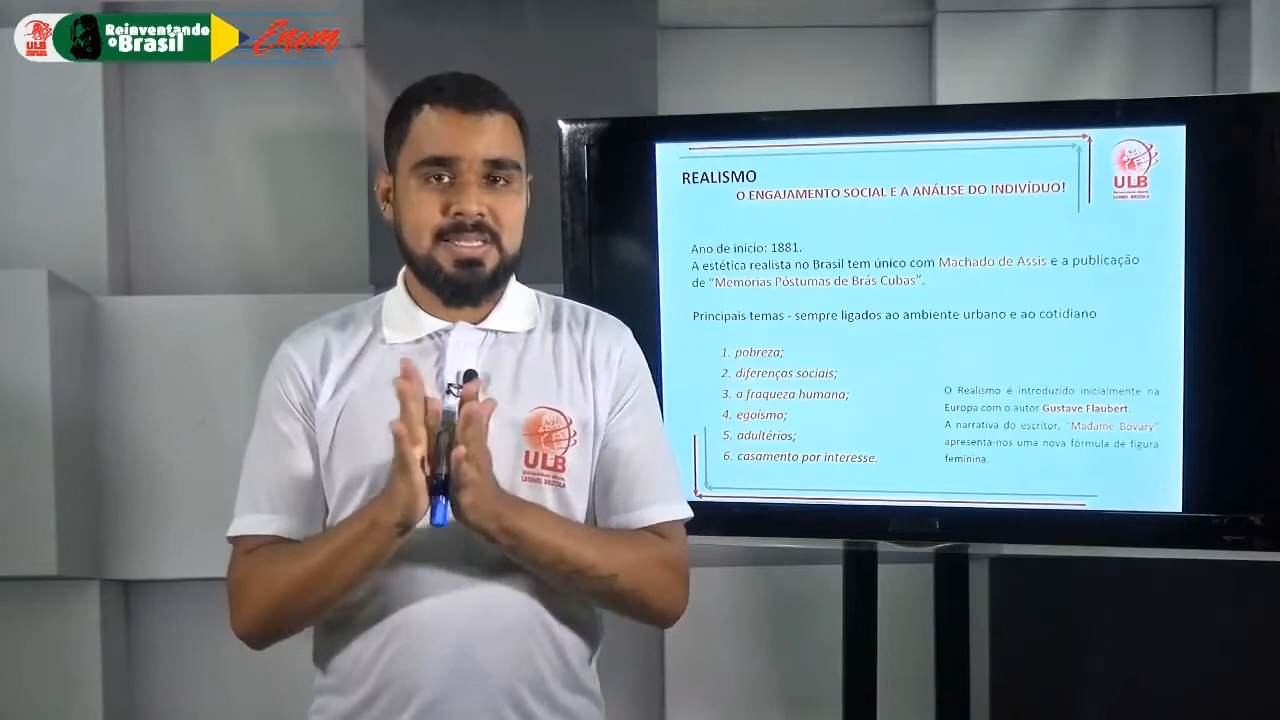 ULB
Reinventando
o Brasil
Enem
REALISMO
O ENGAJAMENTO SOCIAL E A ANÁLISE DO INDIVÍDUO!
ULB
LEONEL BRIZOLA
Ano de início: 1881.
A estética realista no Brasil tem único com Machado de Assis e a publicação
de "Memórias Póstumas de Brás Cubas".
Principais temas - sempre ligados ao ambiente urbano e ao cotidiano
1. pobreza;
2. diferenças sociais;
3. a fraqueza humana;
4. egoísmo;
5. adultérios;
6. casamento por interesse.
O Realismo é introduzido inicialmente na
Europa com o autor Gustave Flaubert.
A narrativa do escritor, "Madame Bovary"
apresenta-nos uma nova fórmula de figura
feminina.
ULB
LEONEL BRIZOLA